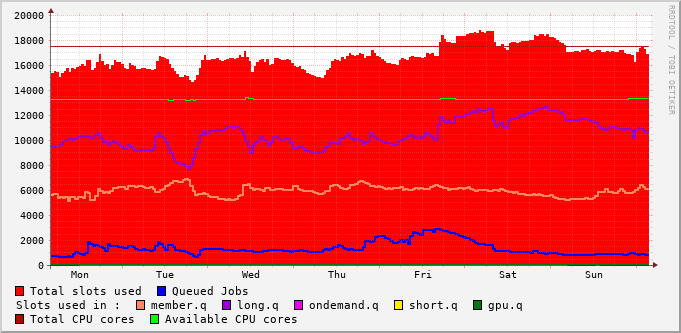 20000
18000
16000
14000
12000
10000
8000
6000
4000
2000
0
Mon Tue Wed Thu Fri Sat Sun
RRDTOOL / TOBI OETIKER
Total slots used Queued Jobs
Slots used in : member.q long.q ondemand.q short.q gpu.q
Total CPU cores Available CPU cores